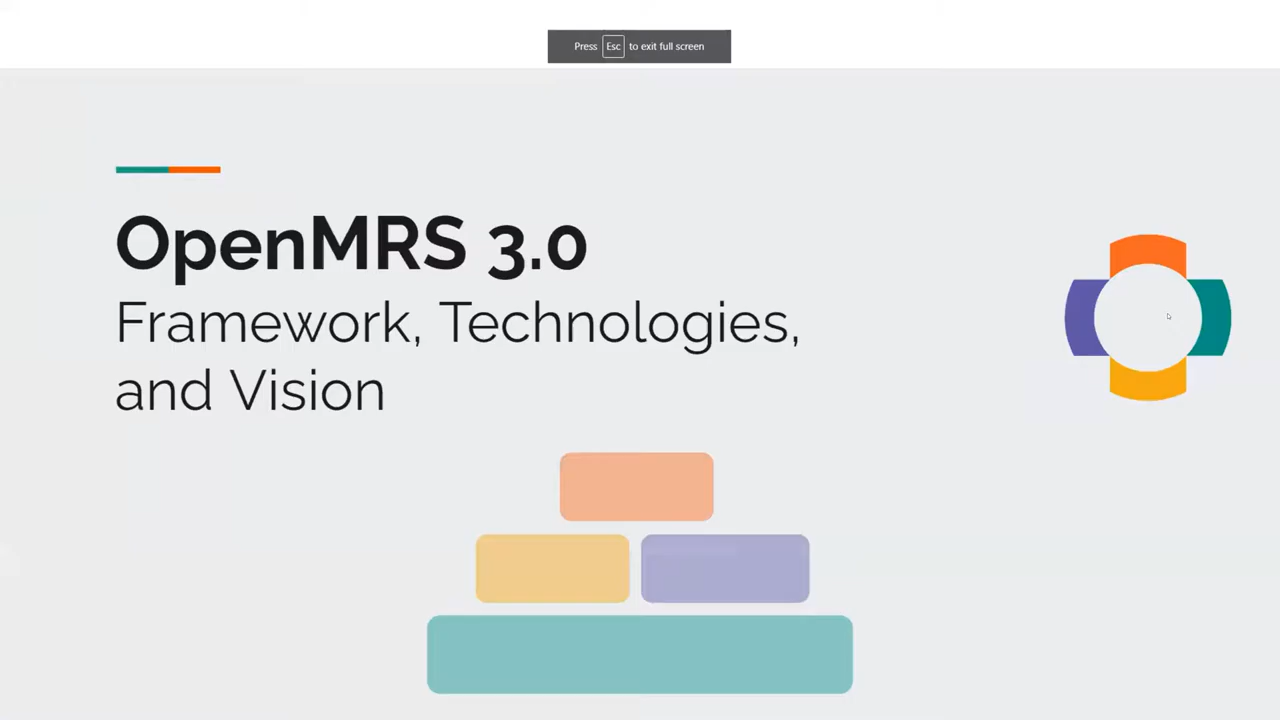 Press Esc to exit full screen
OpenMRS 3.0
Framework, Technologies,
and Vision